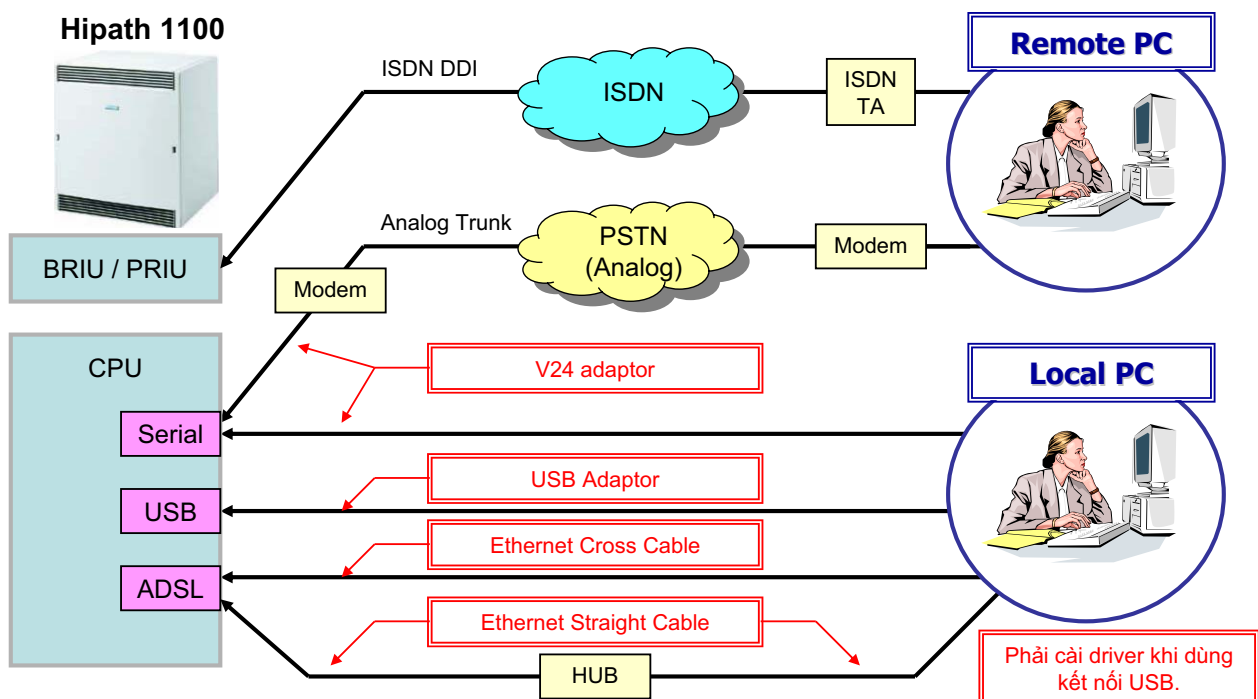 Hipath 1100
Remote PC
ISDN DDI
ISDN
ISDN
TA
Analog Trunk
PSTN
(Analog)
Modem
BRIU / PRIU
Modem
CPU
V24 adaptor
Local PC
Serial
USB Adaptor
USB
Ethernet Cross Cable
ADSL
Ethernet Straight Cable
HUB
Phải cài driver khi dùng
kết nối USB.